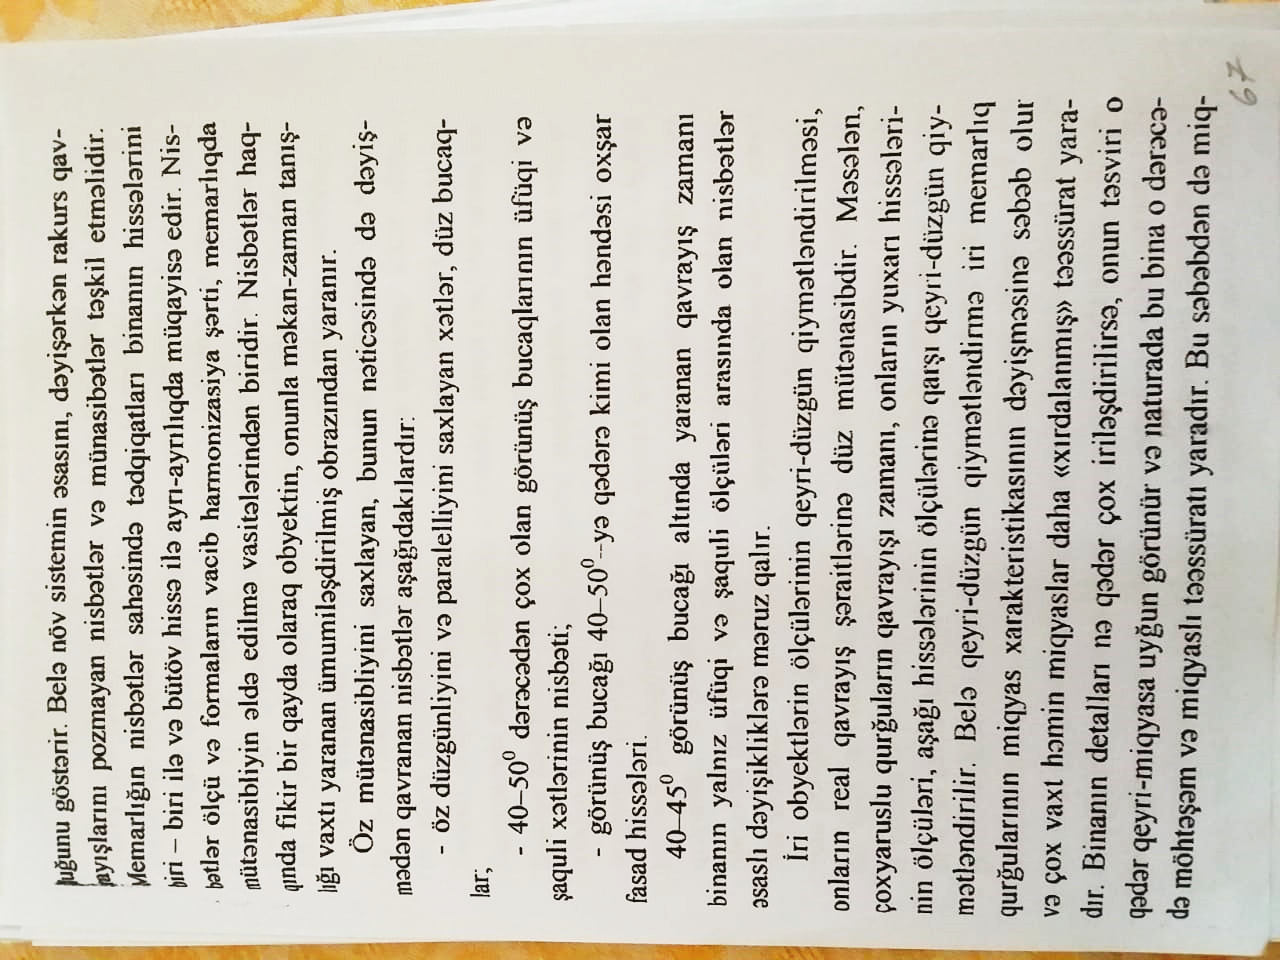 luğunu göstərir. Belə növ sistemin əsasını, dəyişərkən rakurs qav-
rayışlarını pozmayan nisbətlər və münasibətlər təşkil etməlidir.
Memarlığın nisbətlər sahəsində tədqiqatları binanın hissələrini
biri – biri ilə və bütöv hissə ilə ayrı-ayrılıqda müqayisə edir. Nis-
bətlər ölçü və formaların vacib harmonizasiya şərti, memarlıqda
mütənasibliyin əldə edilmə vasitələrindən biridir. Nisbətlər haq-
qında fikir bir qayda olaraq obyektin, onunla məkan-zaman tanış-
lığı vaxtı yaranan ümumiləşdirilmiş obrazından yaranır.
Öz mütənasibliyini saxlayan, bunun nəticəsində də dəyiş-
mədən qavranan nisbətlər aşağıdakılardır:
- öz düzgünliyini və paralelliyini saxlayan xətlər, düz bucaq-
lar;
- 40–50⁰ dərəcədən çox olan görünüş bucaqlarının üfüqi və
şaquli xətlərinin nisbəti;
- görünüş bucağı 40–50⁰–yə qədərə kimi olan həndəsi oxşar
fasad hissələri.
40–45⁰ görünüş bucağı altında yaranan qavrayış zamanı
binanın yalnız üfüqi və şaquli ölçüləri arasında olan nisbətlər
əsaslı dəyişikliklərə məruz qalır.
İri obyektlərin ölçülərinin qeyri-düzgün qiymətləndirilməsi,
onların real qavrayış şəraitlərinə düz mütənasibdir. Məsələn,
çoxyaruslu qurğuların qavrayışı zamanı, onların yuxarı hissələri-
nin ölçüləri, aşağı hissələrinin ölçülərinə qarşı qeyri-düzgün qiy-
mətləndirilir. Belə qeyri-düzgün qiymətləndirmə iri memarlıq
qurğularının miqyas xarakteristikasının dəyişməsinə səbəb olur
və çox vaxt həmin miqyaslar daha «xırdalanmış» təəssürat yara-
dır. Binanın detalları nə qədər çox iriləşdirilirsə, onun təsviri o
qədər qeyri-miqyasa uyğun görünür və naturada bu bina o dərəcə-
də möhtəşəm və miqyaslı təəssüratı yaradır. Bu səbəbdən də miq-
67